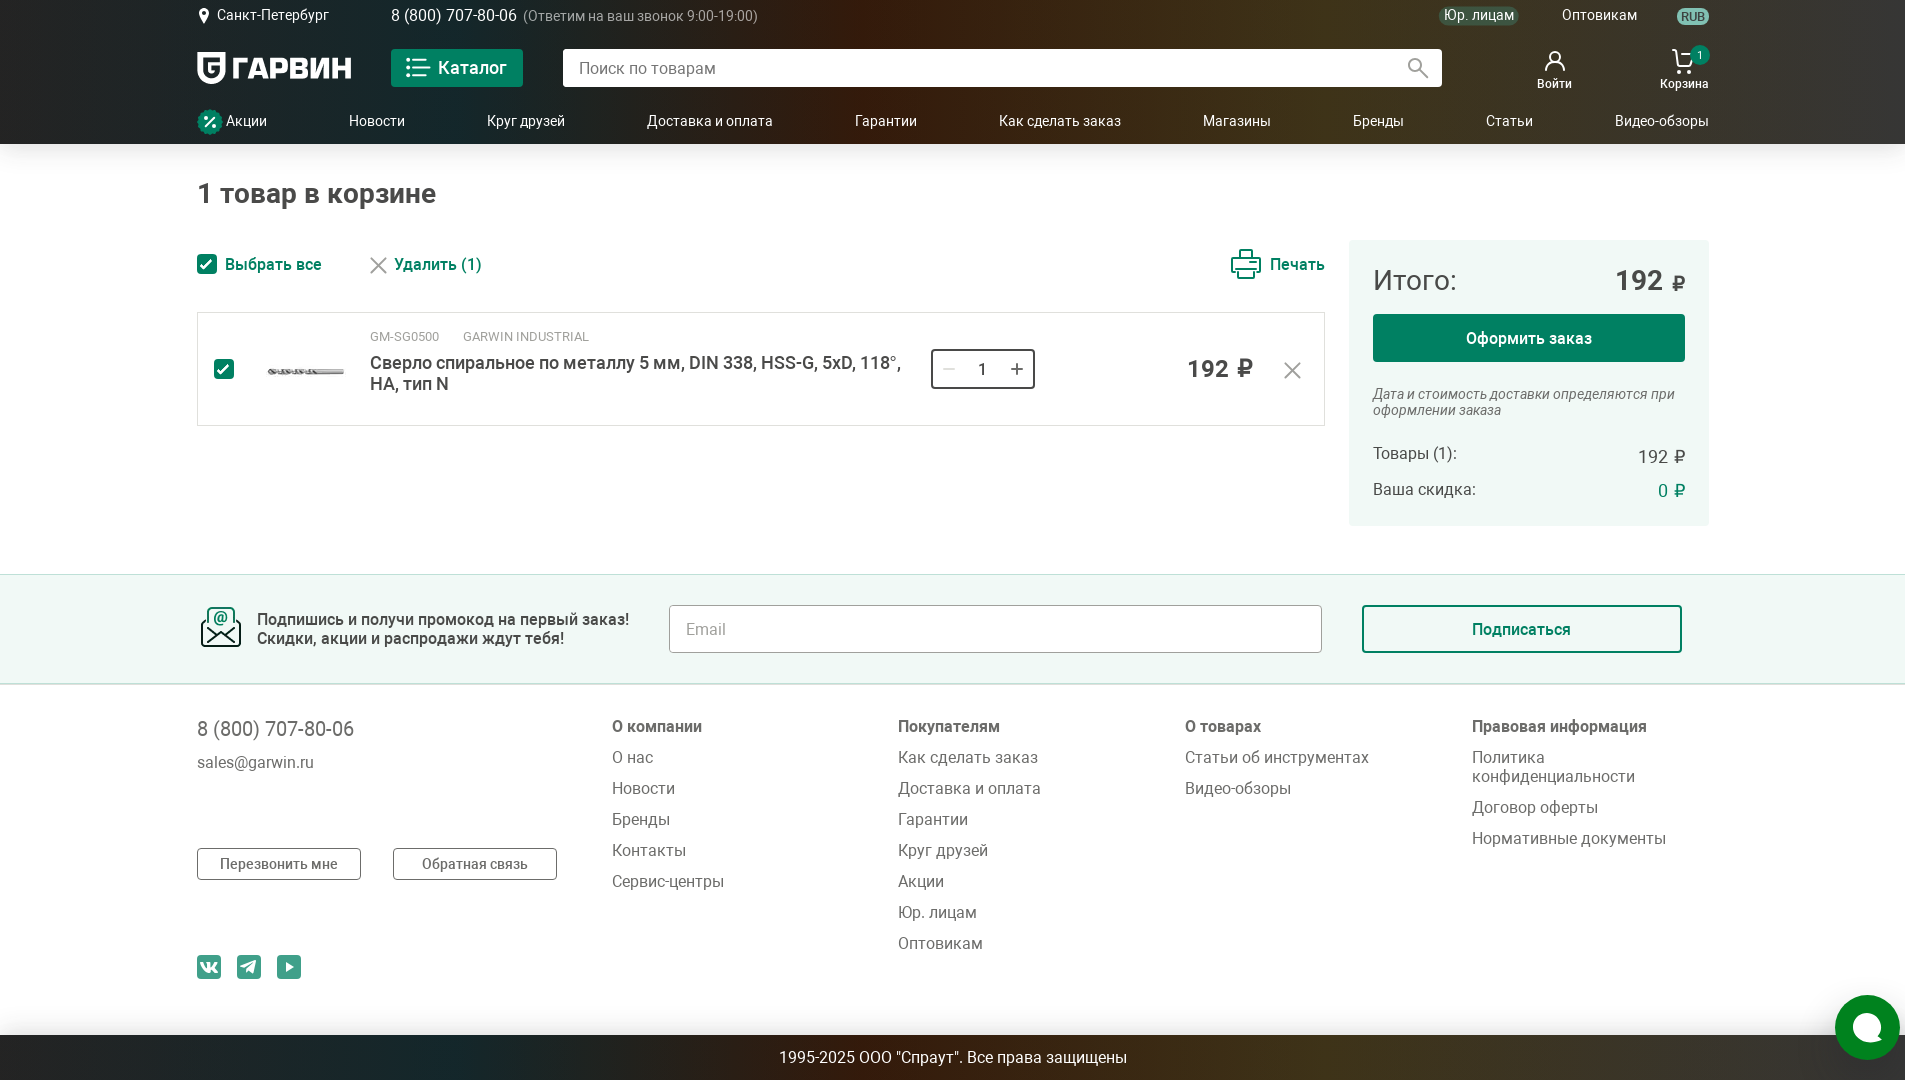 Санкт-Петербург
8 (800) 707-80-06 (Ответим на ваш звонок 9:00-19:00)
Юр. лицам
Оптовикам
RUB
ГАРВИН
Каталог
Поиск по товарам
Войти
1
Корзина
Акции
Новости
Круг друзей
Доставка и оплата
Гарантии
Как сделать заказ
Магазины
Бренды
Статьи
Видео-обзоры
1 товар в корзине
Выбрать все
Удалить (1)
Печать
GM-SG0500
GARWIN INDUSTRIAL
Сверло спиральное по металлу 5 мм, DIN 338, HSS-G, 5xD, 118°,
HA, тип N
1
192 ₽
Итого:
192 ₽
Оформить заказ
Дата и стоимость доставки определяются при
оформлении заказа
Товары (1):
192 ₽
Ваша скидка:
0 ₽
Подпишись и получи промокод на первый заказ!
Скидки, акции и распродажи ждут тебя!
Email
Подписаться
8 (800) 707-80-06
sales@garwin.ru
Перезвонить мне
Обратная связь
О компании
О нас
Новости
Бренды
Контакты
Сервис-центры
Покупателям
Как сделать заказ
Доставка и оплата
Гарантии
Круг друзей
Акции
Юр. лицам
Оптовикам
О товарах
Статьи об инструментах
Видео-обзоры
Правовая информация
Политика
конфиденциальности
Договор оферты
Нормативные документы
1995-2025 ООО "Спраут". Все права защищены